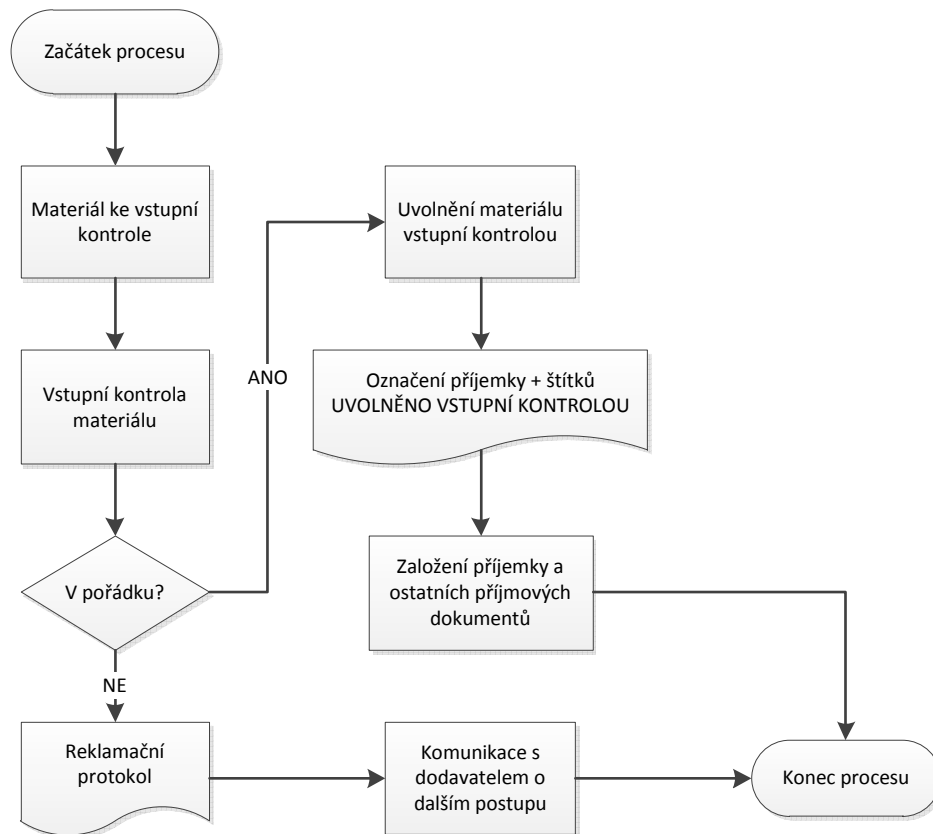 Začátek procesu
Materiál ke vstupní
kontrole
Vstupní kontrola
materiálu
V pořádku?
ANO
NE
Uvolnění materiálu
vstupní kontrolou
Označení příjemky + štítků
UVOLNĚNO VSTUPNÍ KONTROLOU
Založení příjemky a
ostatních příjmových
dokumentů
Reklamační
protokol
Komunikace s
dodavatelem o
dalším postupu
Konec procesu